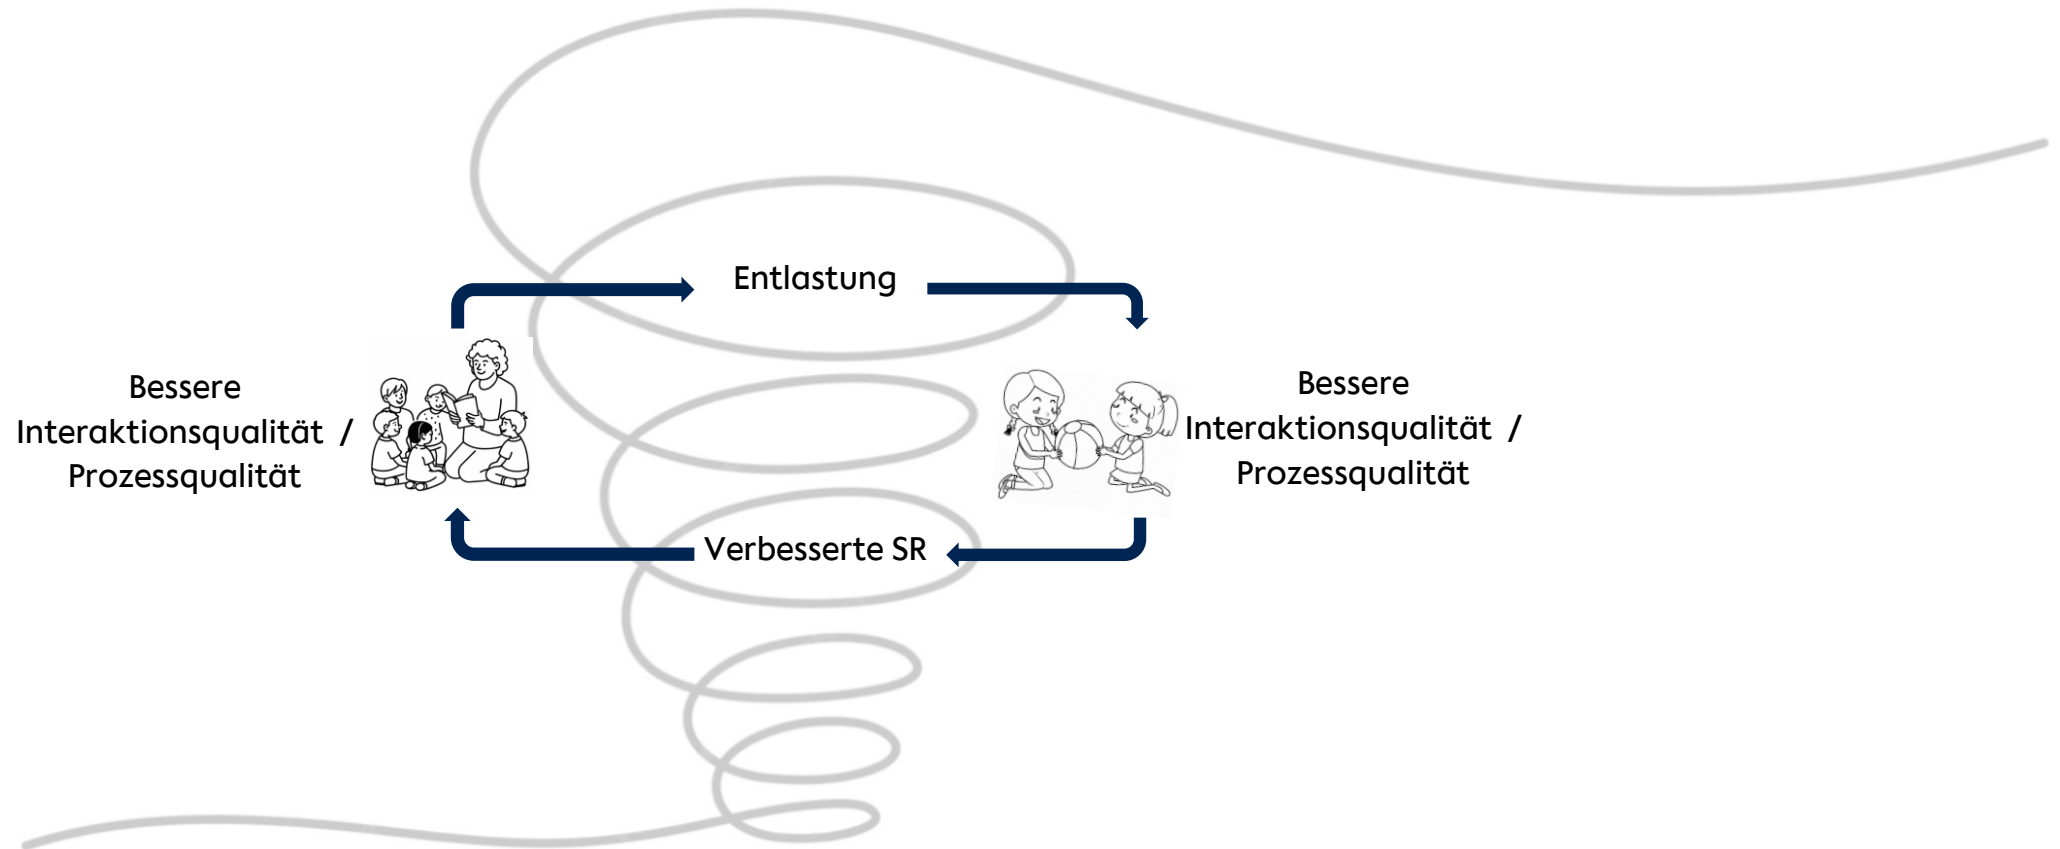 Entlastung
Bessere
Interaktionsqualität /
Prozessqualität
Bessere
Interaktionsqualität /
Prozessqualität
Verbesserte SR